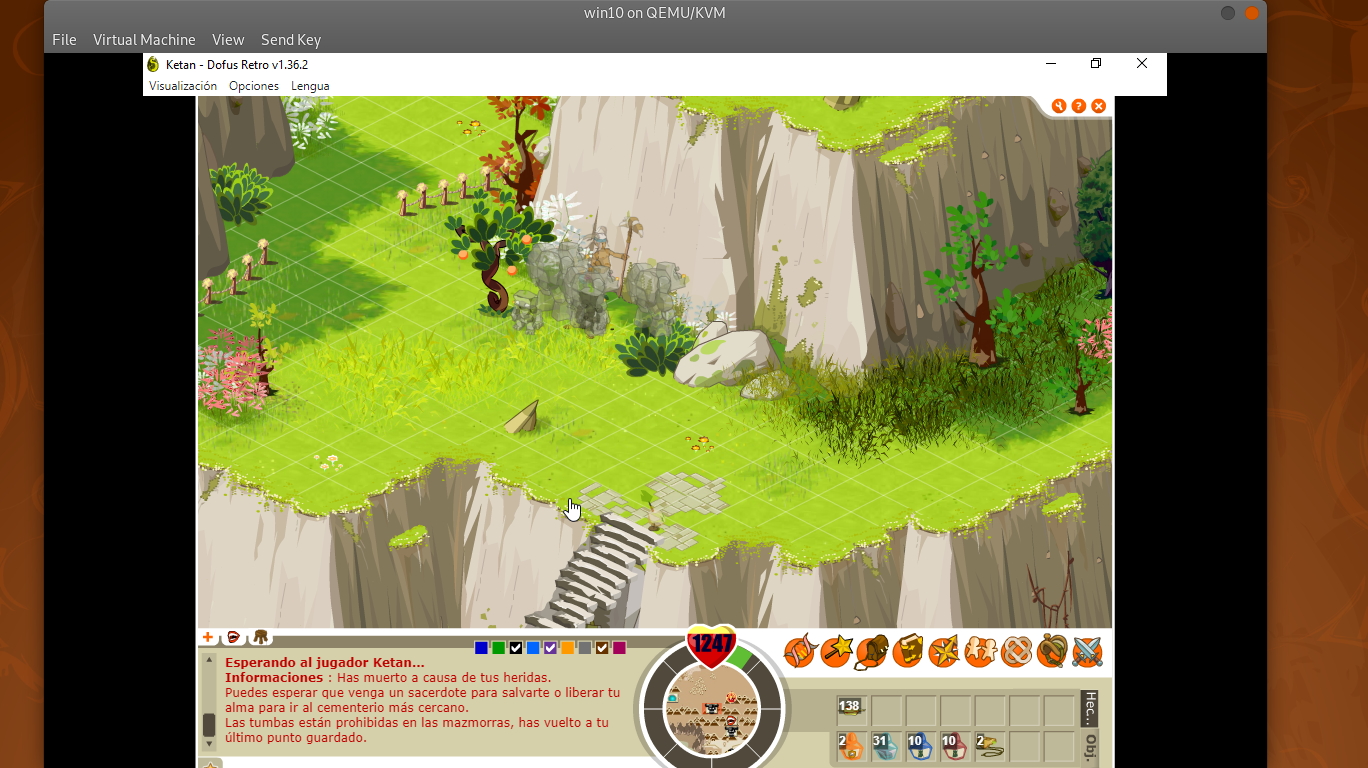 win10 on QEMU/KVM
File Virtual Machine View Send Key
Ketan - Dofus Retro v1.36.2
Visualización Opciones Lengua
1247
Esperando al jugador Ketan...
Informaciones : Has muerto a causa de tus heridas.
Puedes esperar que venga un sacerdote para salvarte o liberar tu
alma para ir al cementerio más cercano.
Las tumbas están prohibidas en las mazmorras, has vuelto a tu
último punto guardado.
138
Hec...
2 31 10 10 2
Obj.